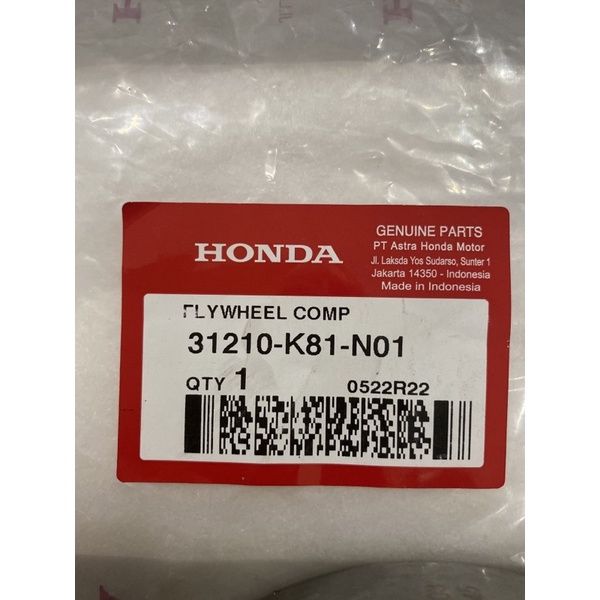 HONDA
GENUINE PARTS
PT Astra Honda Motor
Jl. Laksda Yos Sudarso, Sunter 1
Jakarta 14350 - Indonesia
Made in Indonesia
FLYWHEEL COMP
31210-K81-N01
QTY 1
0522R22